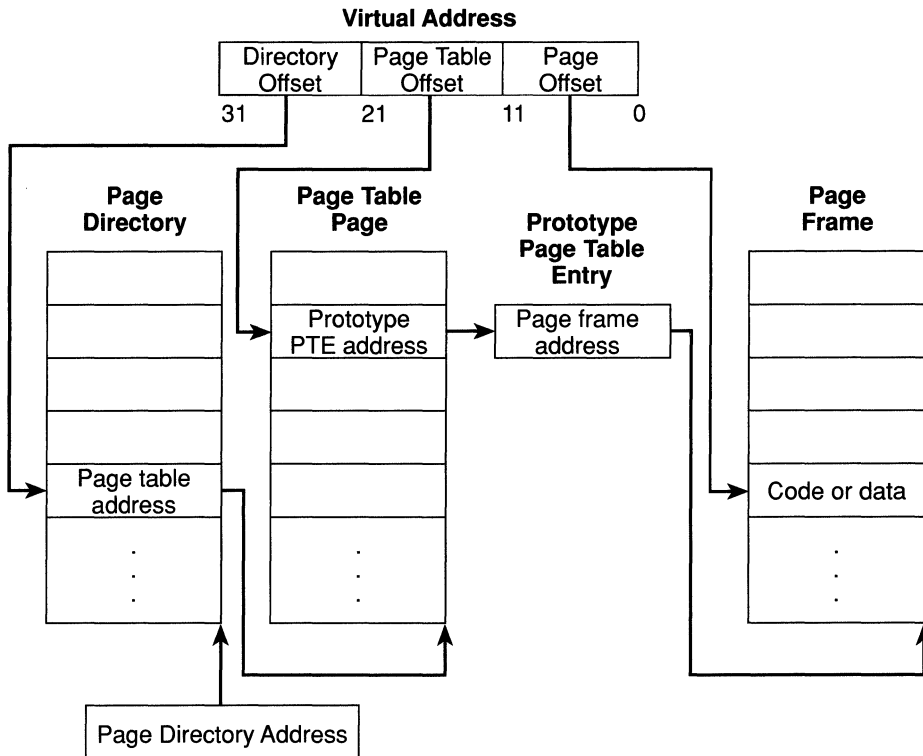 Virtual Address
Directory
Offset
Page Table
Offset
Page
Offset
31
21
11
0
Page
Directory
Page Table
Page
Prototype
Page Table
Entry
Page
Frame
Prototype
PTE address
Page frame
address
Page table
address
Code or data
Page Directory Address